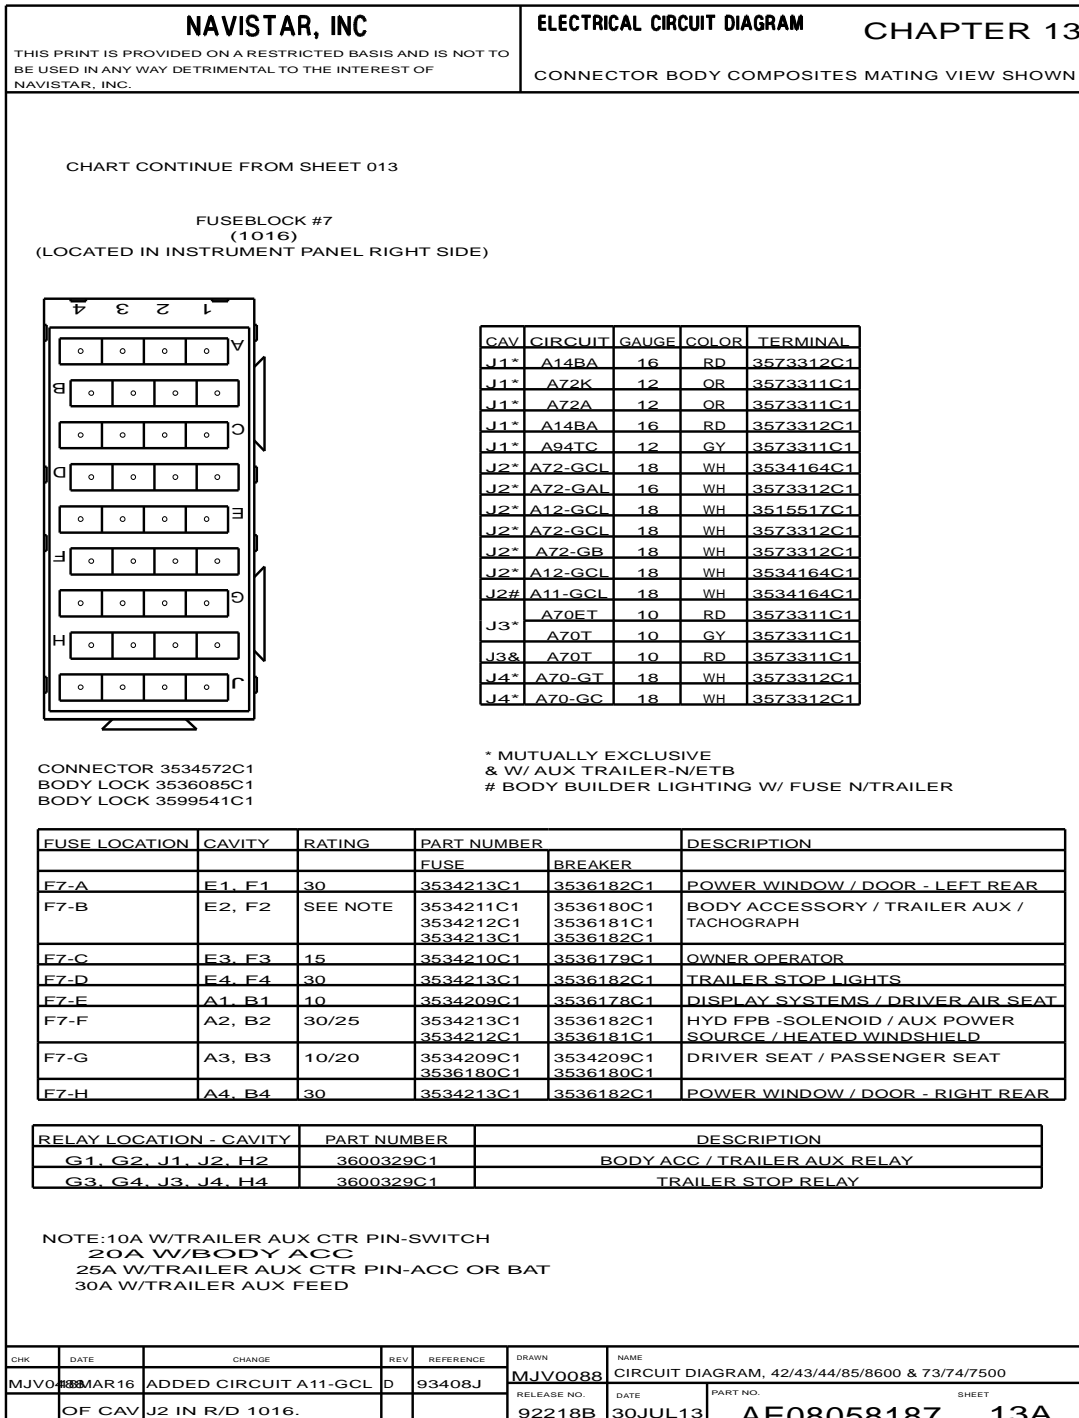 NAVISTAR, INC
THIS PRINT IS PROVIDED ON A RESTRICTED BASIS AND IS NOT TO
BE USED IN ANY WAY DETRIMENTAL TO THE INTEREST OF
NAVISTAR, INC.
ELECTRICAL CIRCUIT DIAGRAM CHAPTER 13
CONNECTOR BODY COMPOSITES MATING VIEW SHOWN
CHART CONTINUE FROM SHEET 013
FUSEBLOCK #7
(1016)
(LOCATED IN INSTRUMENT PANEL RIGHT SIDE)
4 3 2 1
A
B
C
D
E
F
G
H
J
CONNECTOR 3534572C1
BODY LOCK 3536085C1
BODY LOCK 3599541C1
CAV CIRCUIT GAUGE COLOR TERMINAL
J1* A14BA 16 RD 3573312C1
J1* A72K 12 OR 3573311C1
J1* A72A 12 OR 3573311C1
J1* A14BA 16 RD 3573312C1
J1* A94TC 12 GY 3573311C1
J2* A72-GCL 18 WH 3534164C1
J2* A72-GAL 16 WH 3573312C1
J2* A12-GCL 18 WH 3515517C1
J2* A72-GCL 18 WH 3573312C1
J2* A72-GB 18 WH 3573312C1
J2* A12-GCL 18 WH 3534164C1
J2# A11-GCL 18 WH 3534164C1
J3* A70ET 10 RD 3573311C1
A70T 10 GY 3573311C1
J3& A70T 10 RD 3573311C1
J4* A70-GT 18 WH 3573312C1
J4* A70-GC 18 WH 3573312C1
* MUTUALLY EXCLUSIVE
& W/ AUX TRAILER-N/ETB
# BODY BUILDER LIGHTING W/ FUSE N/TRAILER
FUSE LOCATION CAVITY RATING PART NUMBER DESCRIPTION
FUSE BREAKER
F7-A E1, F1 30 3534213C1 3536182C1 POWER WINDOW / DOOR - LEFT REAR
F7-B E2, F2 SEE NOTE 3534211C1 3536180C1 BODY ACCESSORY / TRAILER AUX /
3534212C1 3536181C1 TACHOGRAPH
3534213C1 3536182C1
F7-C E3, F3 15 3534210C1 3536179C1 OWNER OPERATOR
F7-D E4, F4 30 3534213C1 3536182C1 TRAILER STOP LIGHTS
F7-E A1, B1 10 3534209C1 3536178C1 DISPLAY SYSTEMS / DRIVER AIR SEAT
F7-F A2, B2 30/25 3534213C1 3536182C1 HYD FPB -SOLENOID / AUX POWER
3534212C1 3536181C1 SOURCE / HEATED WINDSHIELD
F7-G A3, B3 10/20 3534209C1 3534209C1 DRIVER SEAT / PASSENGER SEAT
3536180C1 3536180C1
F7-H A4, B4 30 3534213C1 3536182C1 POWER WINDOW / DOOR - RIGHT REAR
RELAY LOCATION - CAVITY PART NUMBER DESCRIPTION
G1, G2, J1, J2, H2 3600329C1 BODY ACC / TRAILER AUX RELAY
G3, G4, J3, J4, H4 3600329C1 TRAILER STOP RELAY
NOTE:10A W/TRAILER AUX CTR PIN-SWITCH
20A W/BODY ACC
25A W/TRAILER AUX CTR PIN-ACC OR BAT
30A W/TRAILER AUX FEED
CHK DATE CHANGE REV REFERENCE DRAWN NAME
ADDED CIRCUIT A11-GCL D 93408J MJV0088 CIRCUIT DIAGRAM, 42/43/44/85/8600 & 73/74/7500
RELEASE NO. DATE PART NO. SHEET
OF CAV J2 IN R/D 1016. 92218B 30JUL13 AE08058187 13A